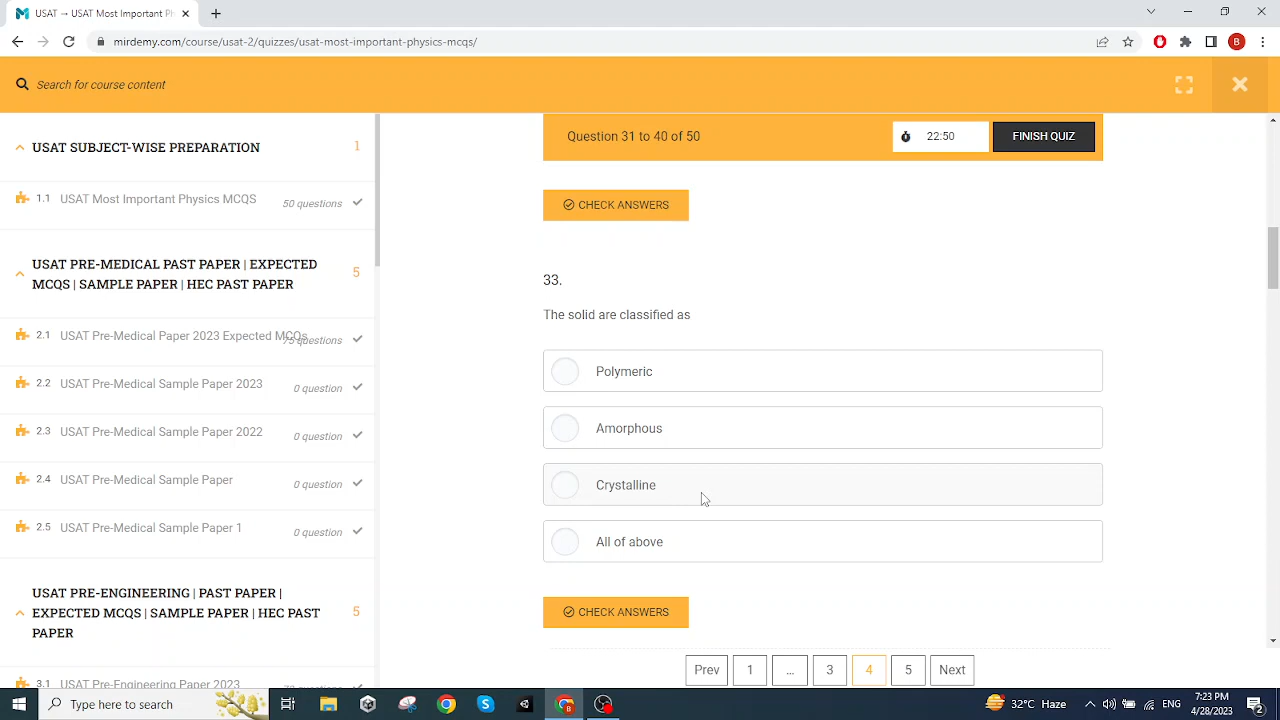 USAT → USAT Most Important Ph
mirdemy.com/course/usat-2/quizzes/usat-most-important-physics-mcqs/
B
Search for course content
USAT SUBJECT-WISE PREPARATION 1
1.1 USAT Most Important Physics MCQS 50 questions
USAT PRE-MEDICAL PAST PAPER | EXPECTED
MCQS | SAMPLE PAPER | HEC PAST PAPER
5
2.1 USAT Pre-Medical Paper 2023 Expected MCQs 75 questions
2.2 USAT Pre-Medical Sample Paper 2023 0 question
2.3 USAT Pre-Medical Sample Paper 2022 0 question
2.4 USAT Pre-Medical Sample Paper 0 question
2.5 USAT Pre-Medical Sample Paper 1 0 question
USAT PRE-ENGINEERING | PAST PAPER |
EXPECTED MCQS | SAMPLE PAPER | HEC PAST
PAPER
5
3.1 USAT Pre-Engineering Paper 2023
Question 31 to 40 of 50
22:50
FINISH QUIZ
CHECK ANSWERS
33.
The solid are classified as
Polymeric
Amorphous
Crystalline
All of above
CHECK ANSWERS
Prev 1 ... 3 4 5 Next
Type here to search
32°C Haze
ENG
7:23 PM
4/28/2023
2